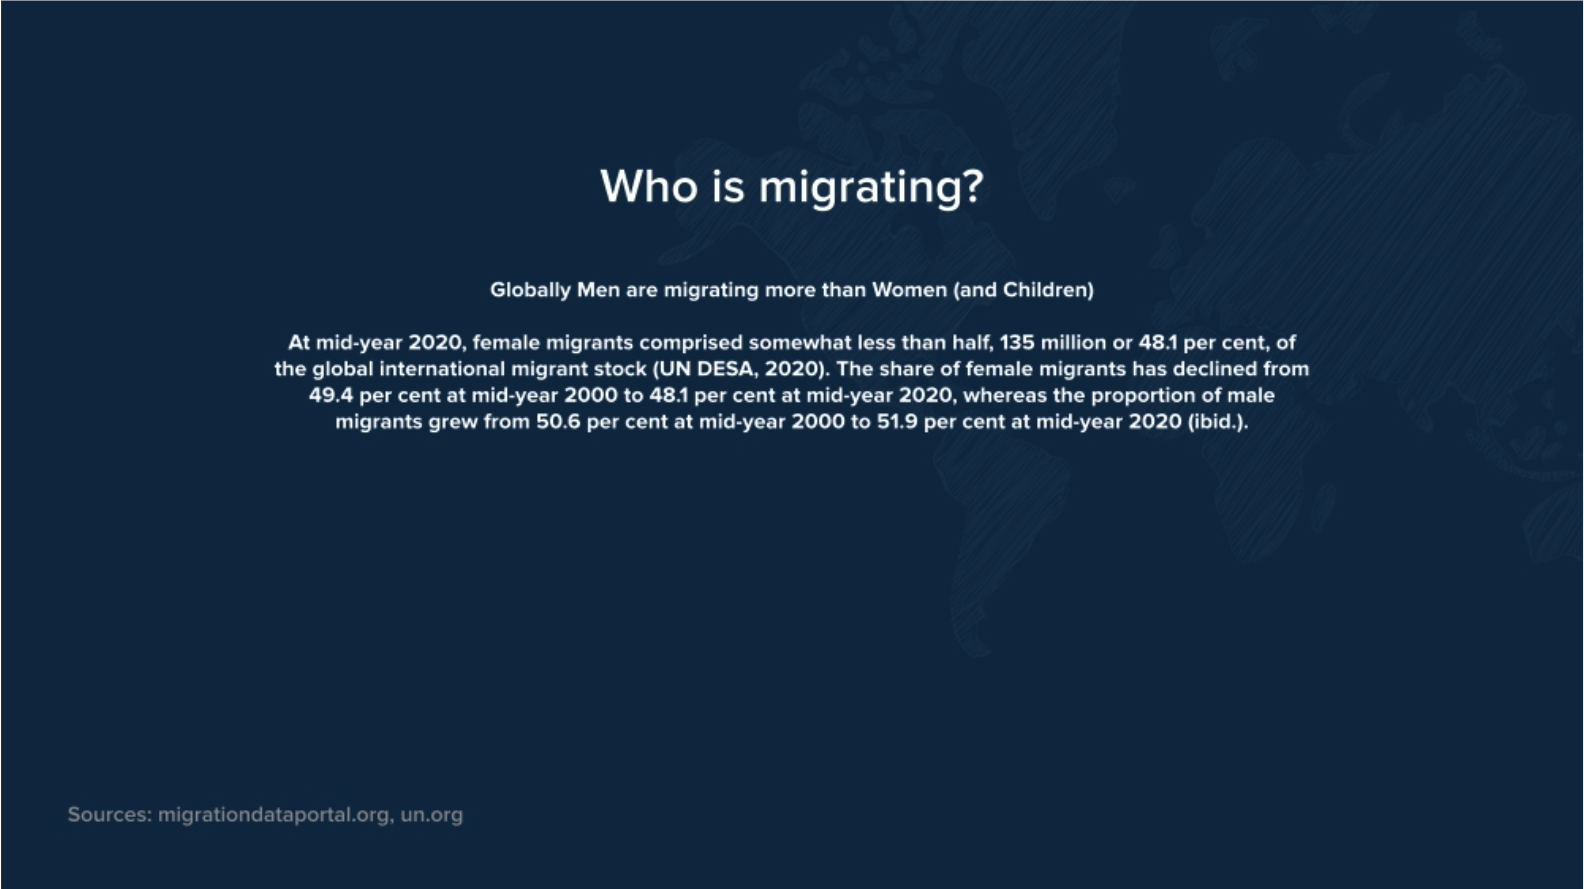 Who is migrating?
Globally Men are migrating more than Women (and Children)
At mid-year 2020, female migrants comprised somewhat less than half, 135 million or 48.1 per cent, of
the global international migrant stock (UN DESA, 2020). The share of female migrants has declined from
49.4 per cent at mid-year 2000 to 48.1 per cent at mid-year 2020, whereas the proportion of male
migrants grew from 50.6 per cent at mid-year 2000 to 51.9 per cent at mid-year 2020 (ibid.).
Sources: migrationdataportal.org, un.org